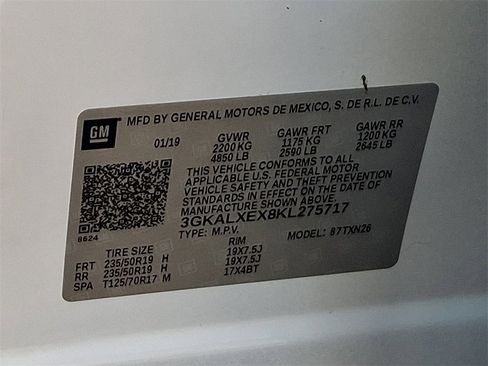 GM
MFD BY GENERAL MOTORS DE MEXICO, S. DE R.L. DE C.V.
01/19 GVWR GAWR FRT GAWR RR
2200 KG 1175 KG 1200 KG
4850 LB 2590 LB 2645 LB
THIS VEHICLE CONFORMS TO ALL
APPLICABLE U.S. FEDERAL MOTOR
VEHICLE SAFETY AND THEFT PREVENTION
STANDARDS IN EFFECT ON THE DATE OF
MANUFACTURE SHOWN ABOVE.
3GKALXEX8KL275717
8624
TYPE: M.P.V. MODEL: 87TXN26
TIRE SIZE RIM
FRT 235/50R19 H 19X7.5J
RR 235/50R19 H 19X7.5J
SPA T125/70R17 M 17X4BT